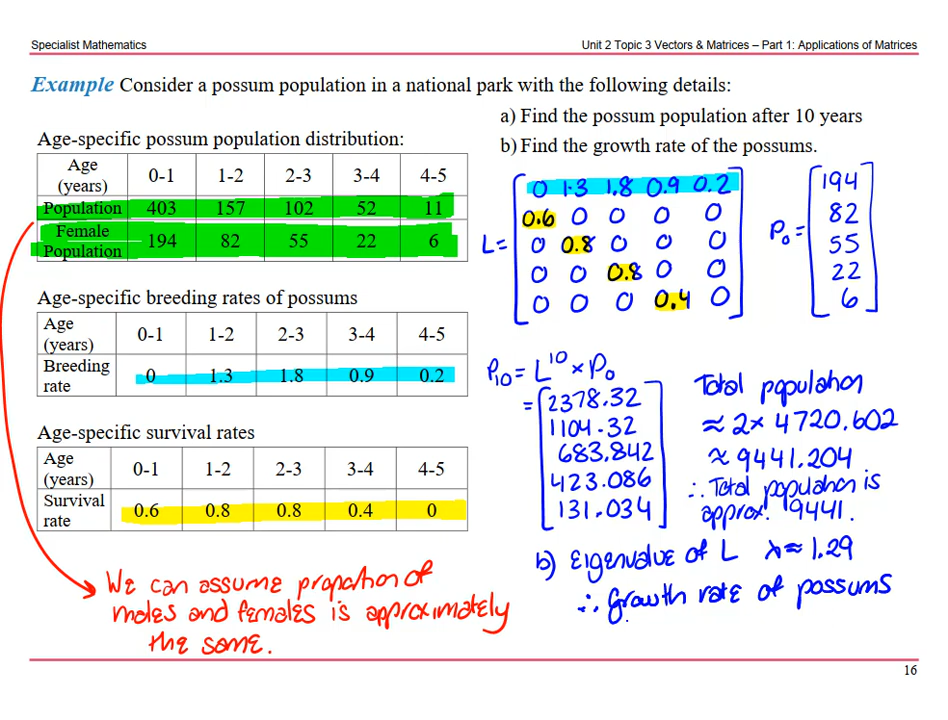 Specialist Mathematics
Unit 2 Topic 3 Vectors & Matrices – Part 1: Applications of Matrices
Example Consider a possum population in a national park with the following details:
a) Find the possum population after 10 years
b) Find the growth rate of the possums.
Age-specific possum population distribution:
Age (years) 0-1 1-2 2-3 3-4 4-5
Population 403 157 102 52 11
Female Population 194 82 55 22 6
L =
0 1.3 1.8 0.9 0.2
0.6 0 0 0 0
0 0.8 0 0 0
0 0 0.8 0 0
0 0 0 0.4 0
P₀ =
194
82
55
22
6
Age-specific breeding rates of possums
Age (years) 0-1 1-2 2-3 3-4 4-5
Breeding rate 0 1.3 1.8 0.9 0.2
Age-specific survival rates
Age (years) 0-1 1-2 2-3 3-4 4-5
Survival rate 0.6 0.8 0.8 0.4 0
We can assume proportion of
males and females is approximately
the same.
P₁₀ = L¹⁰ × P₀
=
2378.32
1104.32
683.842
423.086
131.034
Total population
≈ 2× 4720.602
≈ 9441.204
∴ Total population is
approx. 9441.
b) Eigenvalue of L λ ≈ 1.29
∴ Growth rate of possums
16